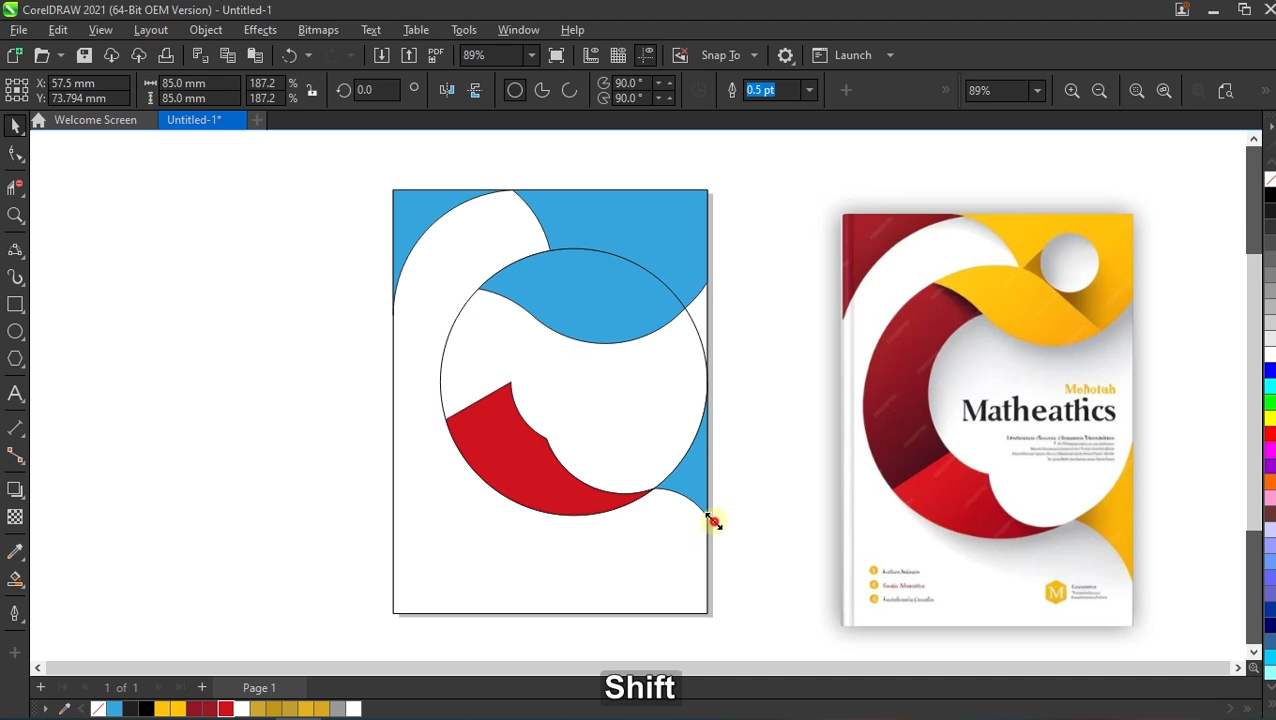 CorelDRAW 2021 (64-Bit OEM Version) - Untitled-1
File Edit View Layout Object Effects Bitmaps Text Table Tools Window Help
PDF 89% Snap To Launch
X: 57.5 mm 85.0 mm 187.2 % 0.0 90.0 ° 0.5 pt 89%
Y: 73.794 mm 85.0 mm 187.2 % 90.0 °
Welcome Screen Untitled-1*
Mehotuh
Matheathcs
M
Shift
1 of 1 Page 1